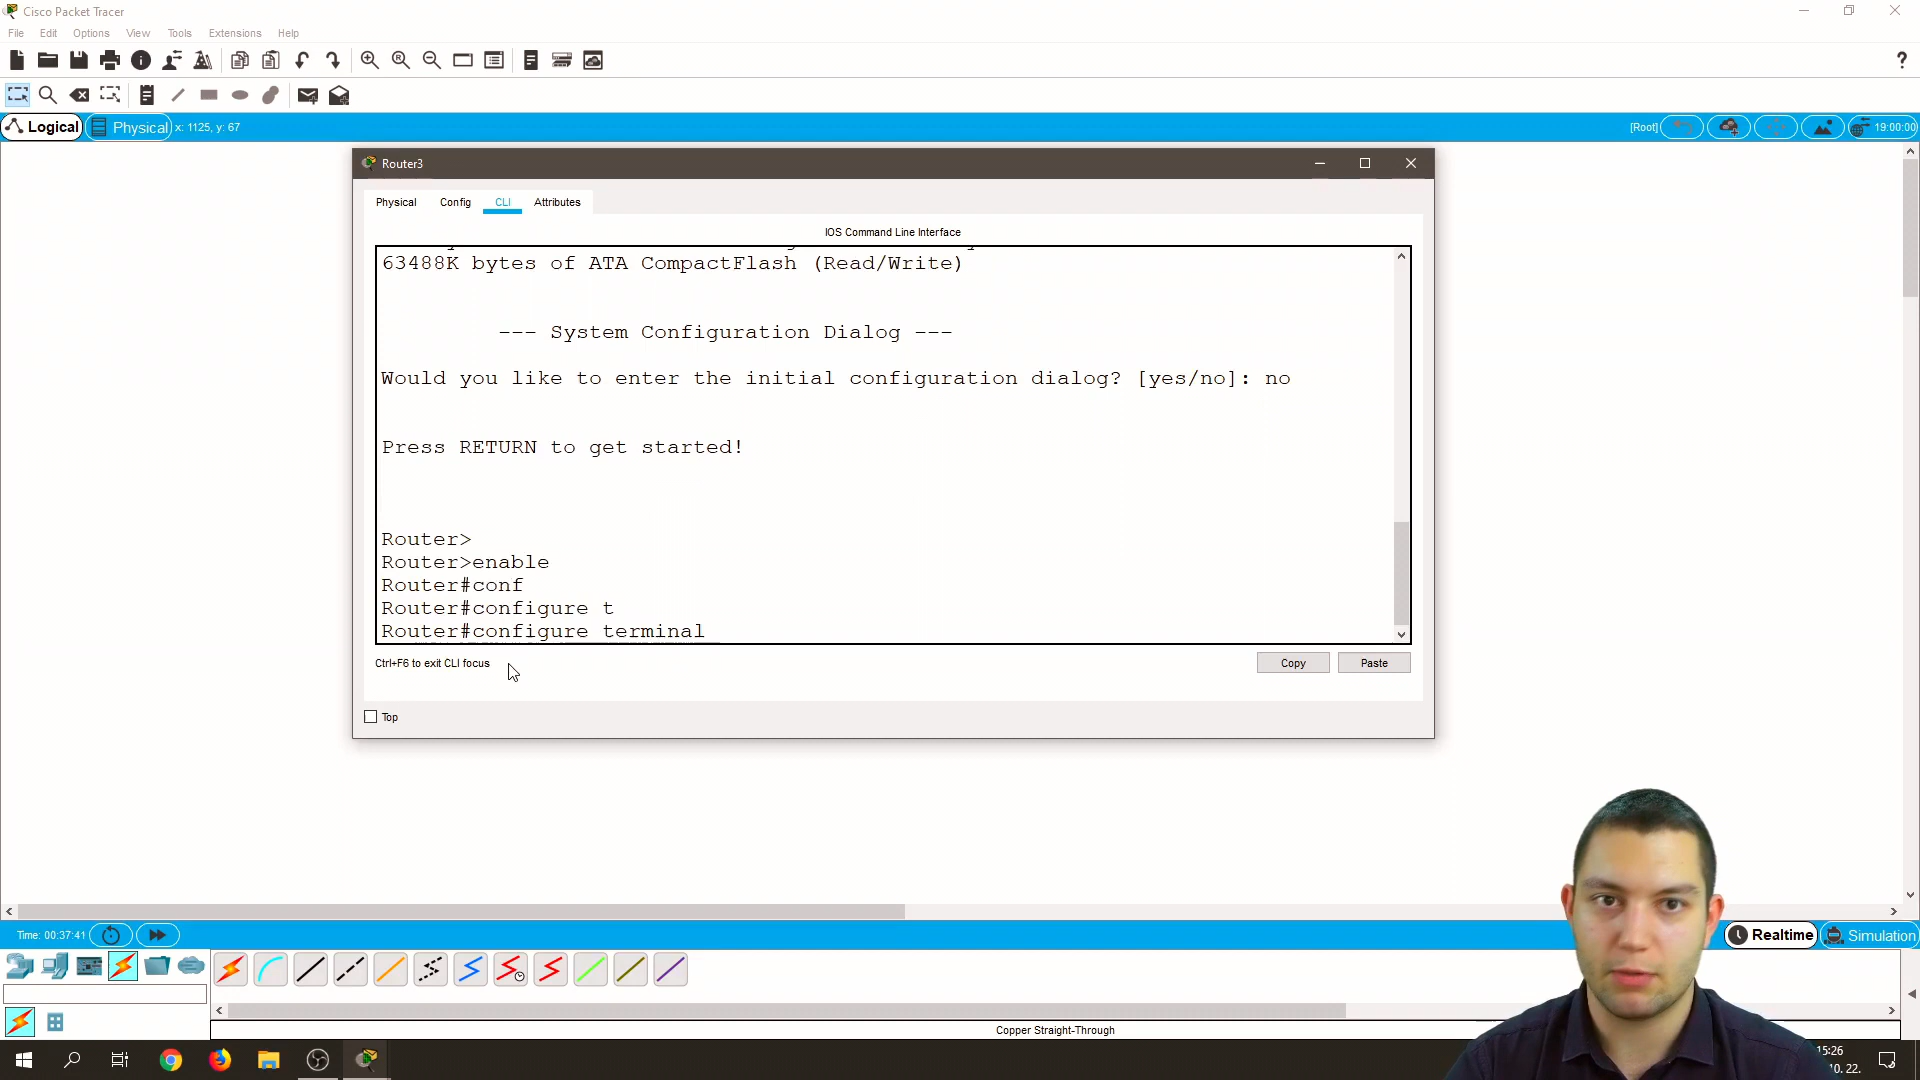 Cisco Packet Tracer
File Edit Options View Tools Extensions Help
?
Logical Physical x: 1125, y: 67 [Root] 19:00:00
Router3
Physical Config CLI Attributes
IOS Command Line Interface
63488K bytes of ATA CompactFlash (Read/Write)
--- System Configuration Dialog ---
Would you like to enter the initial configuration dialog? [yes/no]: no
Press RETURN to get started!
Router>
Router>enable
Router#conf
Router#configure t
Router#configure terminal
Ctrl+F6 to exit CLI focus
Copy Paste
Top
Time: 00:37:41 Realtime Simulation
Copper Straight-Through
15:26
10. 22.